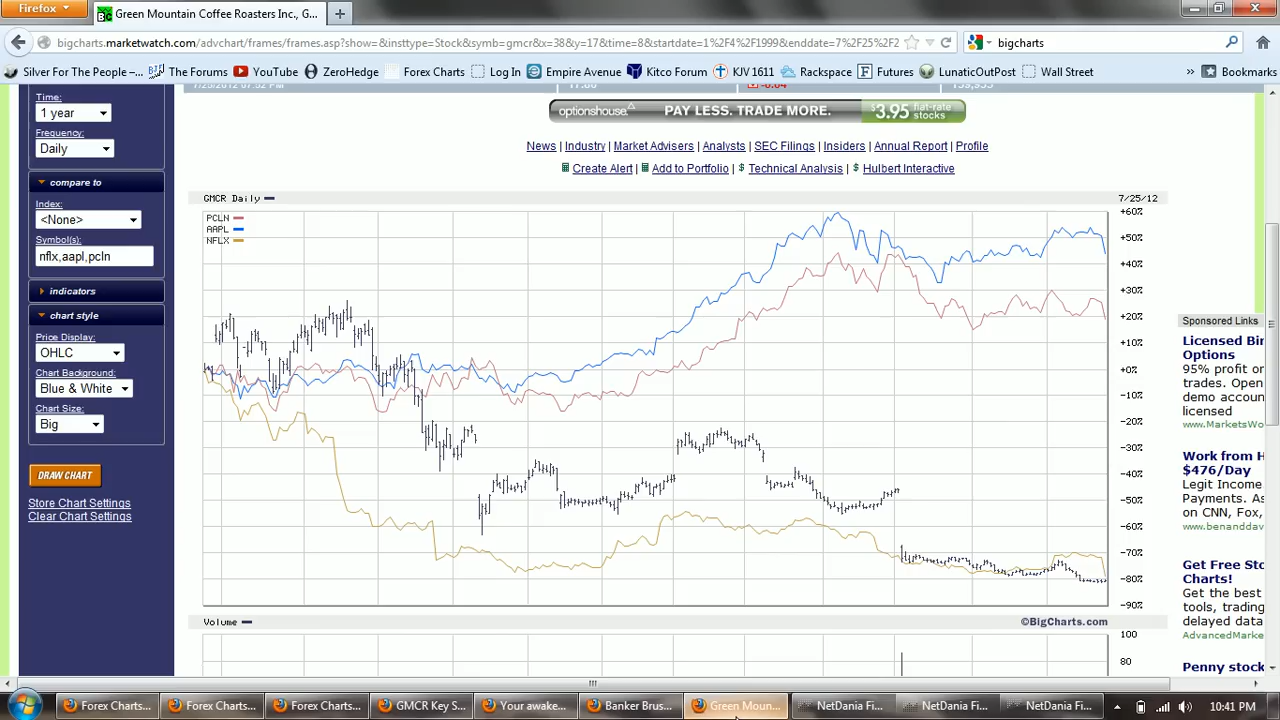 Firefox
Green Mountain Coffee Roasters Inc., G...
bigcharts.marketwatch.com/advchart/frames/frames.asp?show=&insttype=Stock&symb=gmcr&x=38&y=17&time=8&startdate=1%2F4%2F1999&enddate=7%2F25%2F2
bigcharts
Silver For The People –...
The Forums
YouTube
ZeroHedge
Forex Charts
Log In
Empire Avenue
Kitco Forum
KJV 1611
Rackspace
Futures
LunaticOutPost
Wall Street
»
Bookmarks
7/25/2012 07:52 PM
17.60
-0.04
optionshouse
PAY LESS. TRADE MORE.
$3.95 flat-rate stocks
News | Industry | Market Advisers | Analysts | SEC Filings | Insiders | Annual Report | Profile
Create Alert | Add to Portfolio | $ Technical Analysis | $ Hulbert Interactive
Time:
1 year
Frequency:
Daily
compare to
Index:
<None>
Symbol(s):
nflx,aapl,pcln
indicators
chart style
Price Display:
OHLC
Chart Background:
Blue & White
Chart Size:
Big
DRAW CHART
Store Chart Settings
Clear Chart Settings
GMCR Daily
7/25/12
PCLN
AAPL
NFLX
+60%
+50%
+40%
+30%
+20%
+10%
+0%
-10%
-20%
-30%
-40%
-50%
-60%
-70%
-80%
-90%
Volume
©BigCharts.com
100
80
Sponsored Links
Licensed Bir
Options
95% profit or
trades. Open
demo accoun
licensed
www.MarketsWo
Work from H
$476/Day
Legit Income
Payments. As
on CNN, Fox,
www.benanddav
Get Free Sto
Charts!
Get the best
tools, trading
delayed data
AdvancedMarke
Penny stock
Forex Charts...
Forex Charts...
Forex Charts...
GMCR Key S...
Your awake...
Banker Brus...
Green Moun...
NetDania Fi...
NetDania Fi...
NetDania Fi...
10:41 PM